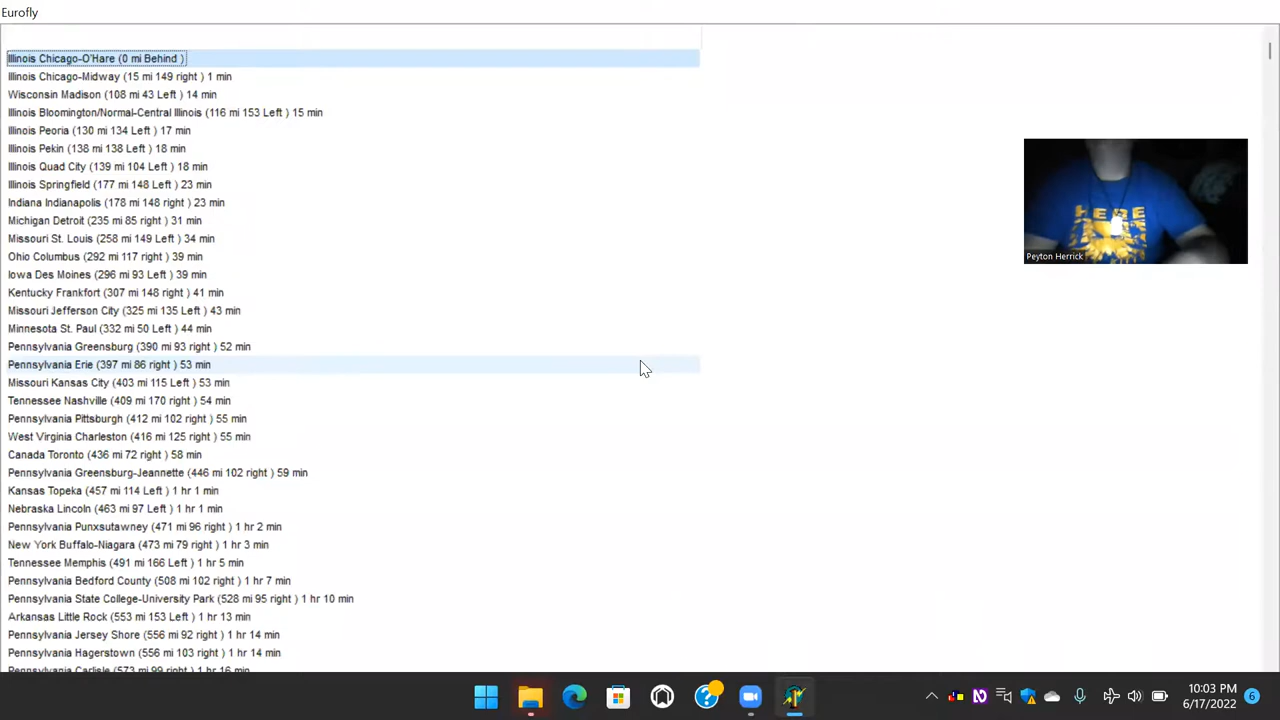 Eurofly
Illinois Chicago-O'Hare (0 mi Behind )
Illinois Chicago-Midway (15 mi 149 right ) 1 min
Wisconsin Madison (108 mi 43 Left ) 14 min
Illinois Bloomington/Normal-Central Illinois (116 mi 153 Left ) 15 min
Illinois Peoria (130 mi 134 Left ) 17 min
Illinois Pekin (138 mi 138 Left ) 18 min
Illinois Quad City (139 mi 104 Left ) 18 min
Illinois Springfield (177 mi 148 Left ) 23 min
Indiana Indianapolis (178 mi 148 right ) 23 min
Michigan Detroit (235 mi 85 right ) 31 min
Missouri St. Louis (258 mi 149 Left ) 34 min
Ohio Columbus (292 mi 117 right ) 39 min
Iowa Des Moines (296 mi 93 Left ) 39 min
Kentucky Frankfort (307 mi 148 right ) 41 min
Missouri Jefferson City (325 mi 135 Left ) 43 min
Minnesota St. Paul (332 mi 50 Left ) 44 min
Pennsylvania Greensburg (390 mi 93 right ) 52 min
Pennsylvania Erie (397 mi 86 right ) 53 min
Missouri Kansas City (403 mi 115 Left ) 53 min
Tennessee Nashville (409 mi 170 right ) 54 min
Pennsylvania Pittsburgh (412 mi 102 right ) 55 min
West Virginia Charleston (416 mi 125 right ) 55 min
Canada Toronto (436 mi 72 right ) 58 min
Pennsylvania Greensburg-Jeannette (446 mi 102 right ) 59 min
Kansas Topeka (457 mi 114 Left ) 1 hr 1 min
Nebraska Lincoln (463 mi 97 Left ) 1 hr 1 min
Pennsylvania Punxsutawney (471 mi 96 right ) 1 hr 2 min
New York Buffalo-Niagara (473 mi 79 right ) 1 hr 3 min
Tennessee Memphis (491 mi 166 Left ) 1 hr 5 min
Pennsylvania Bedford County (508 mi 102 right ) 1 hr 7 min
Pennsylvania State College-University Park (528 mi 95 right ) 1 hr 10 min
Arkansas Little Rock (553 mi 153 Left ) 1 hr 13 min
Pennsylvania Jersey Shore (556 mi 92 right ) 1 hr 14 min
Pennsylvania Hagerstown (556 mi 103 right ) 1 hr 14 min
Pennsylvania Carlisle (573 mi 99 right ) 1 hr 16 min
HERE
Peyton Herrick
10:03 PM
6/17/2022
6